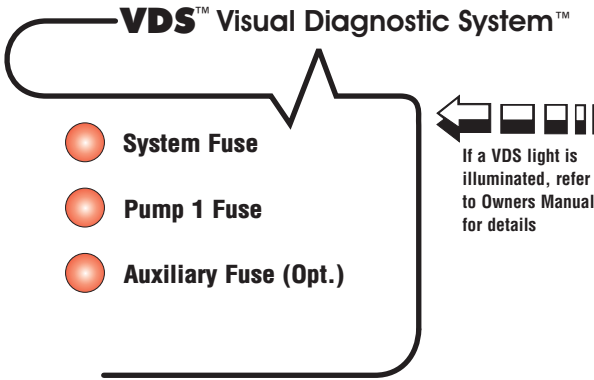 VDS™ Visual Diagnostic System™
System Fuse
Pump 1 Fuse
Auxiliary Fuse (Opt.)
If a VDS light is
illuminated, refer
to Owners Manual
for details